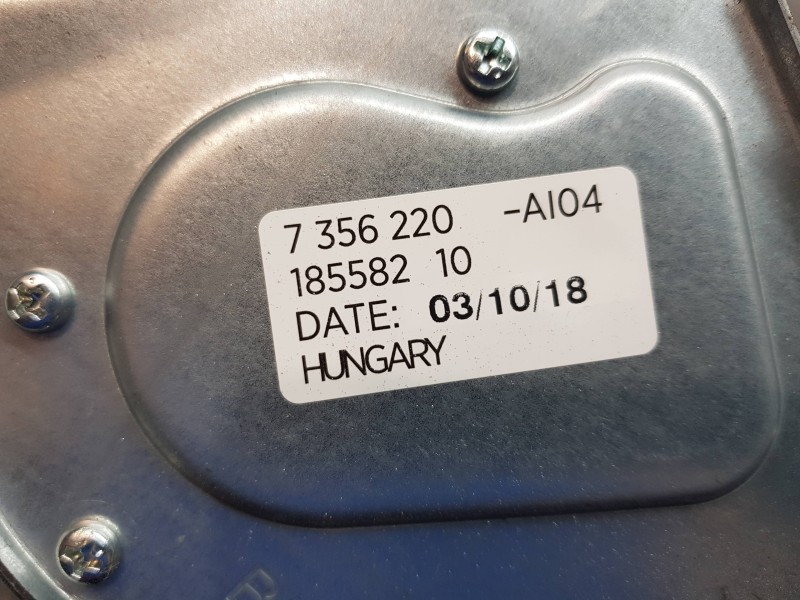 7 356 220 -AI04
185582 10
DATE: 03/10/18
HUNGARY